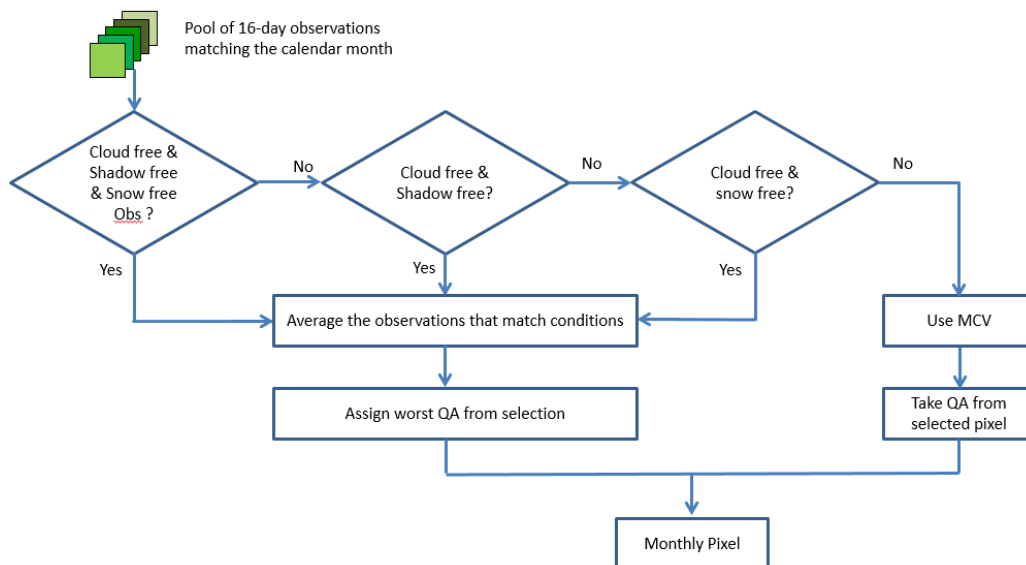 Pool of 16-day observations
matching the calendar month
Cloud free &
Shadow free
& Snow free
Obs ?
No
Cloud free &
Shadow free?
No
Cloud free &
snow free?
No
Yes
Yes
Yes
Average the observations that match conditions
Use MCV
Assign worst QA from selection
Take QA from
selected pixel
Monthly Pixel